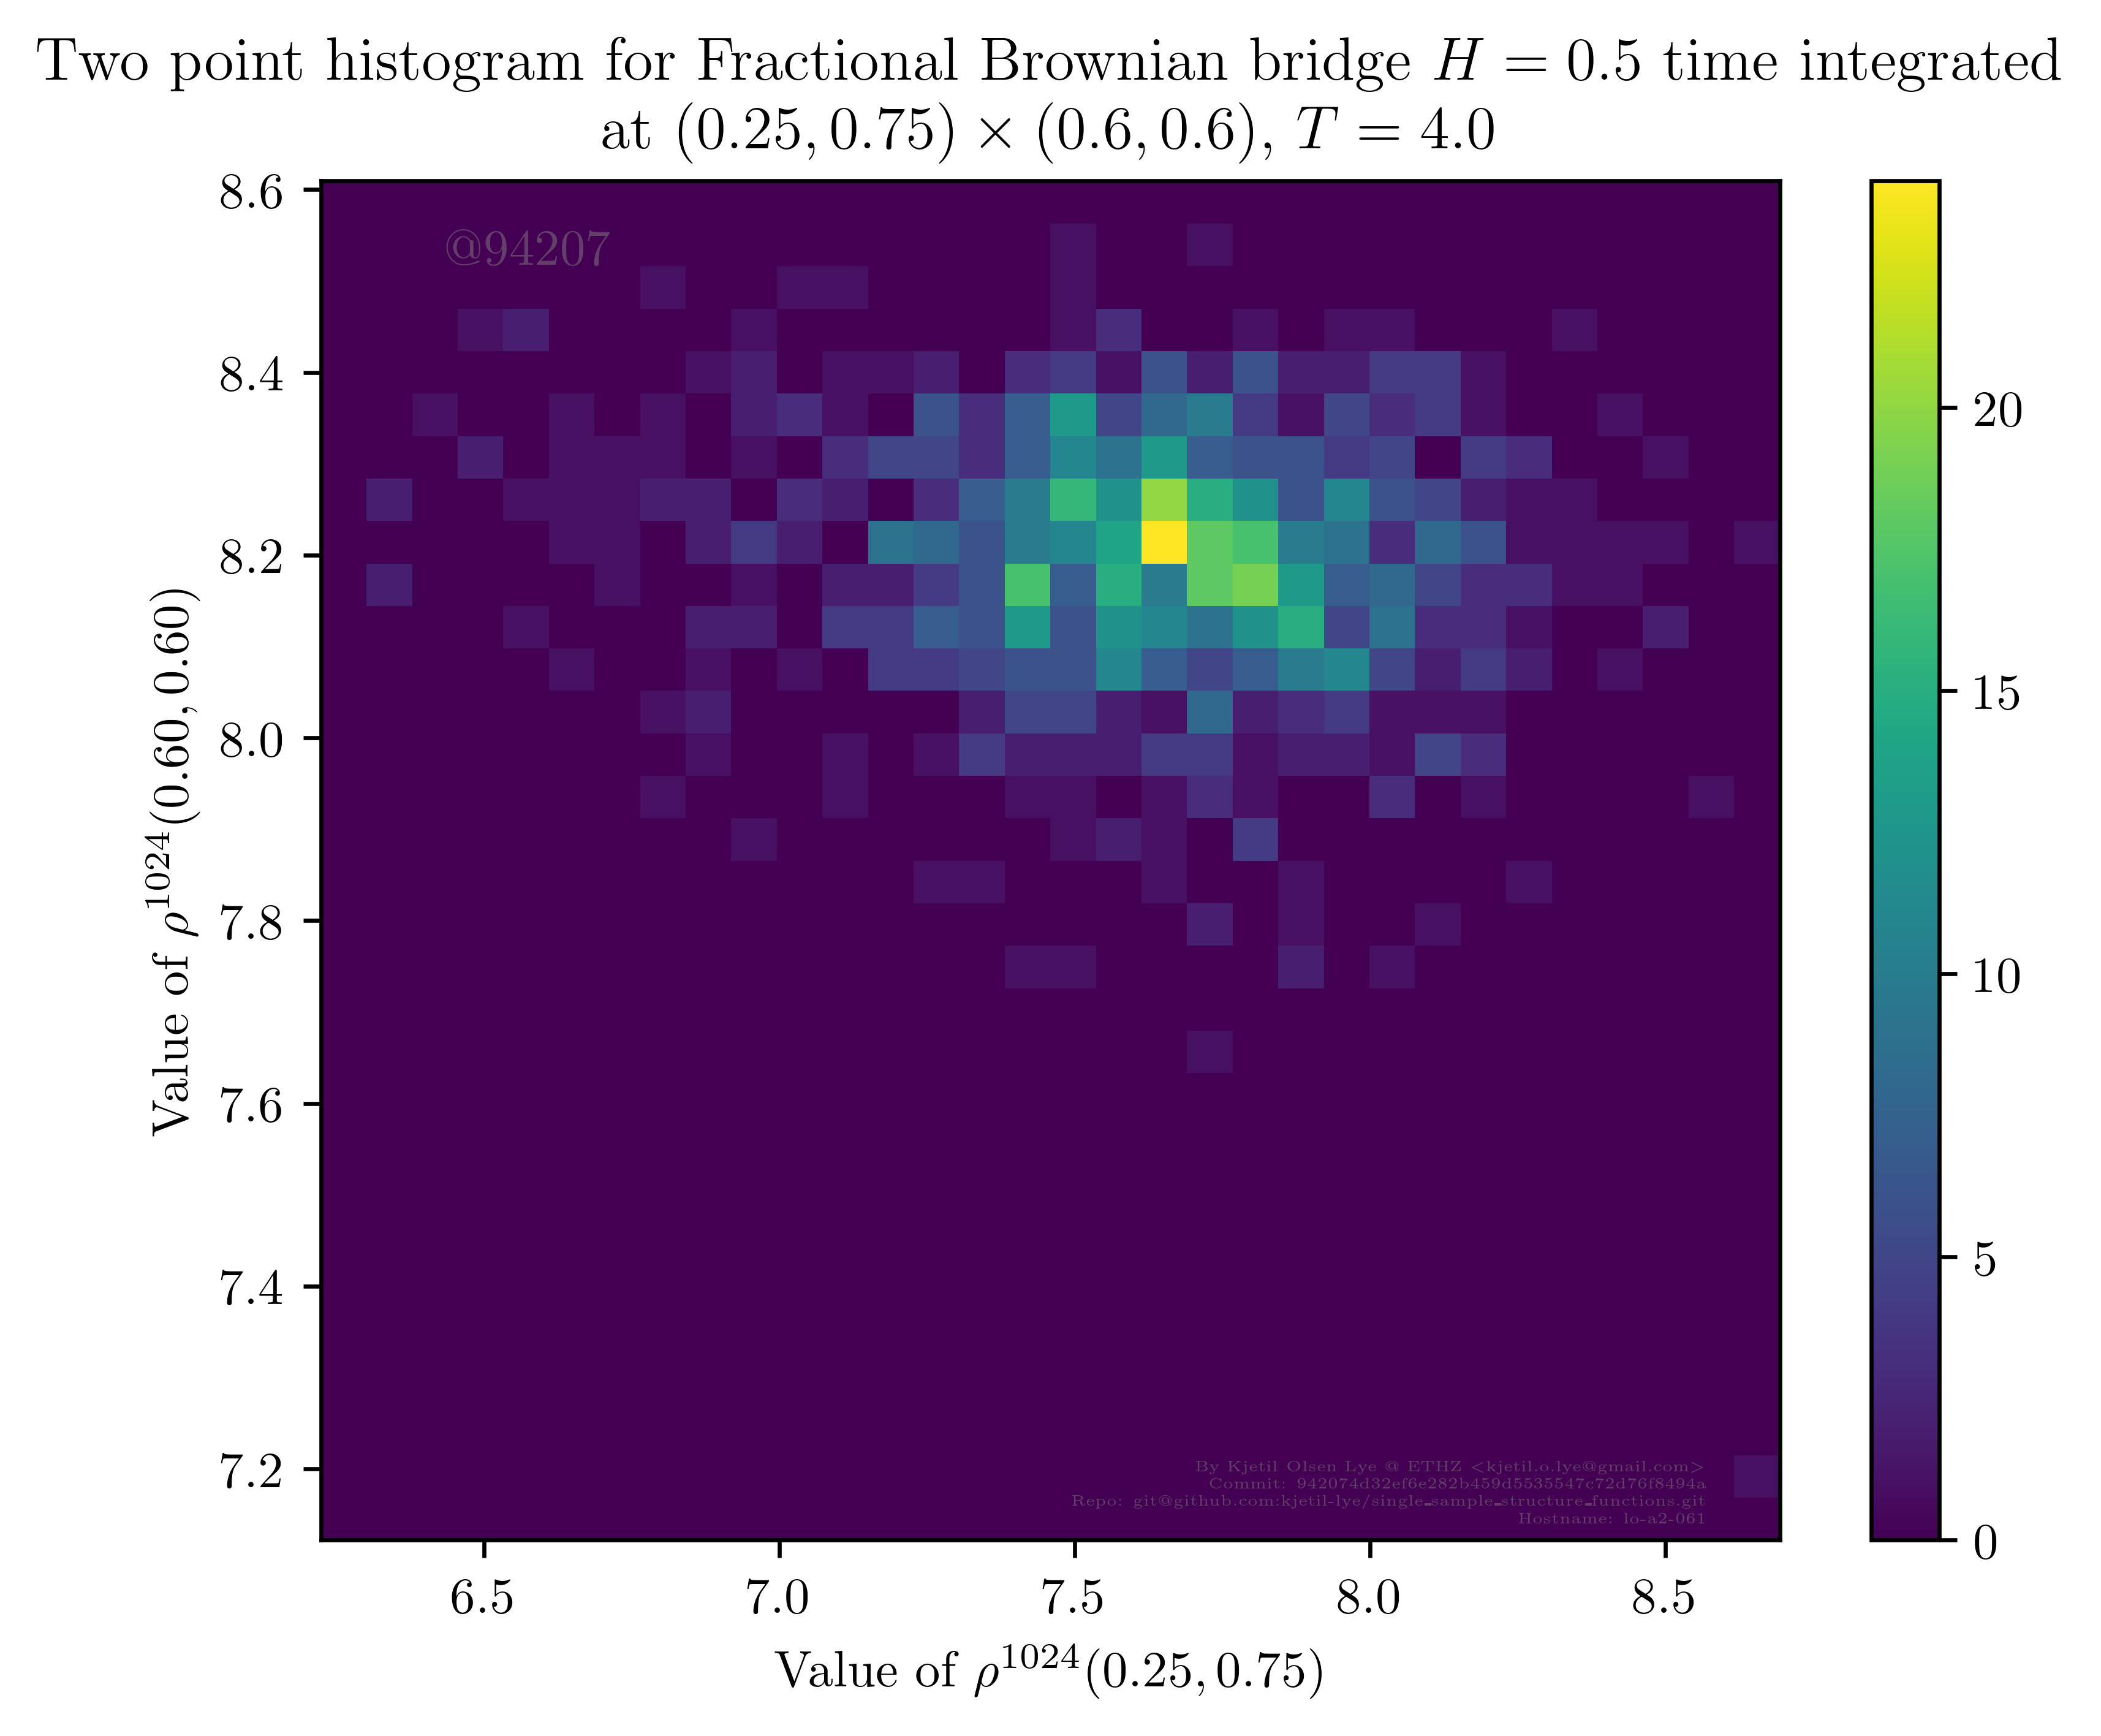 Two point histogram for Fractional Brownian bridge H = 0.5 time integrated
at (0.25, 0.75) × (0.6, 0.6), T = 4.0
@94207
8.6
8.4
8.2
8.0
7.8
7.6
7.4
7.2
Value of ρ^1024(0.60, 0.60)
6.5 7.0 7.5 8.0 8.5
Value of ρ^1024(0.25, 0.75)
20
15
10
5
0
By Kjetil Olsen Lye @ ETHZ <kjetil.o.lye@gmail.com>
Commit: 942074d32ef6e282b459d5535547c72d76f8494a
Repo: git@github.com:kjetil-lye/single_sample_structure_functions.git
Hostname: lo-a2-061